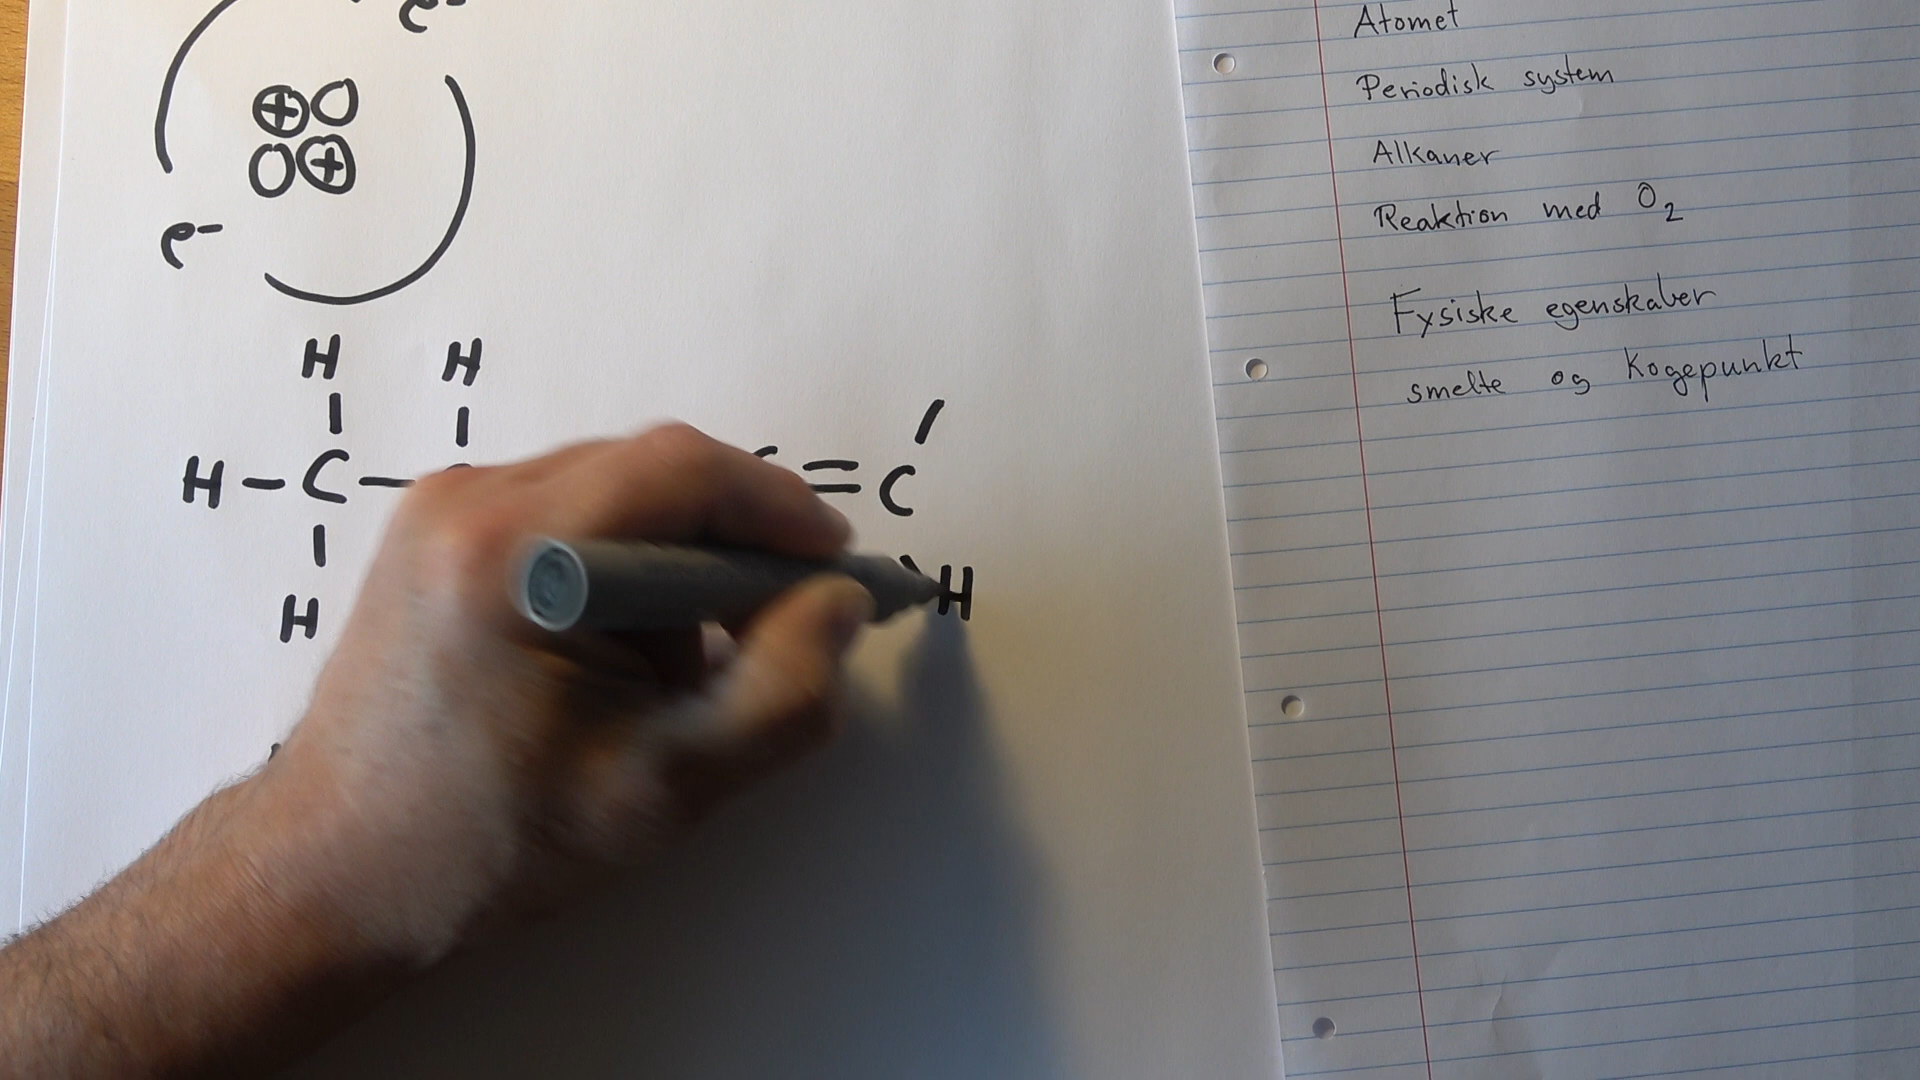 e-
+
+
e-
H H
H - C -
= C
H
H
Atomet
Periodisk system
Alkaner
Reaktion med O2
Fysiske egenskaber
smelte og Kogepunkt